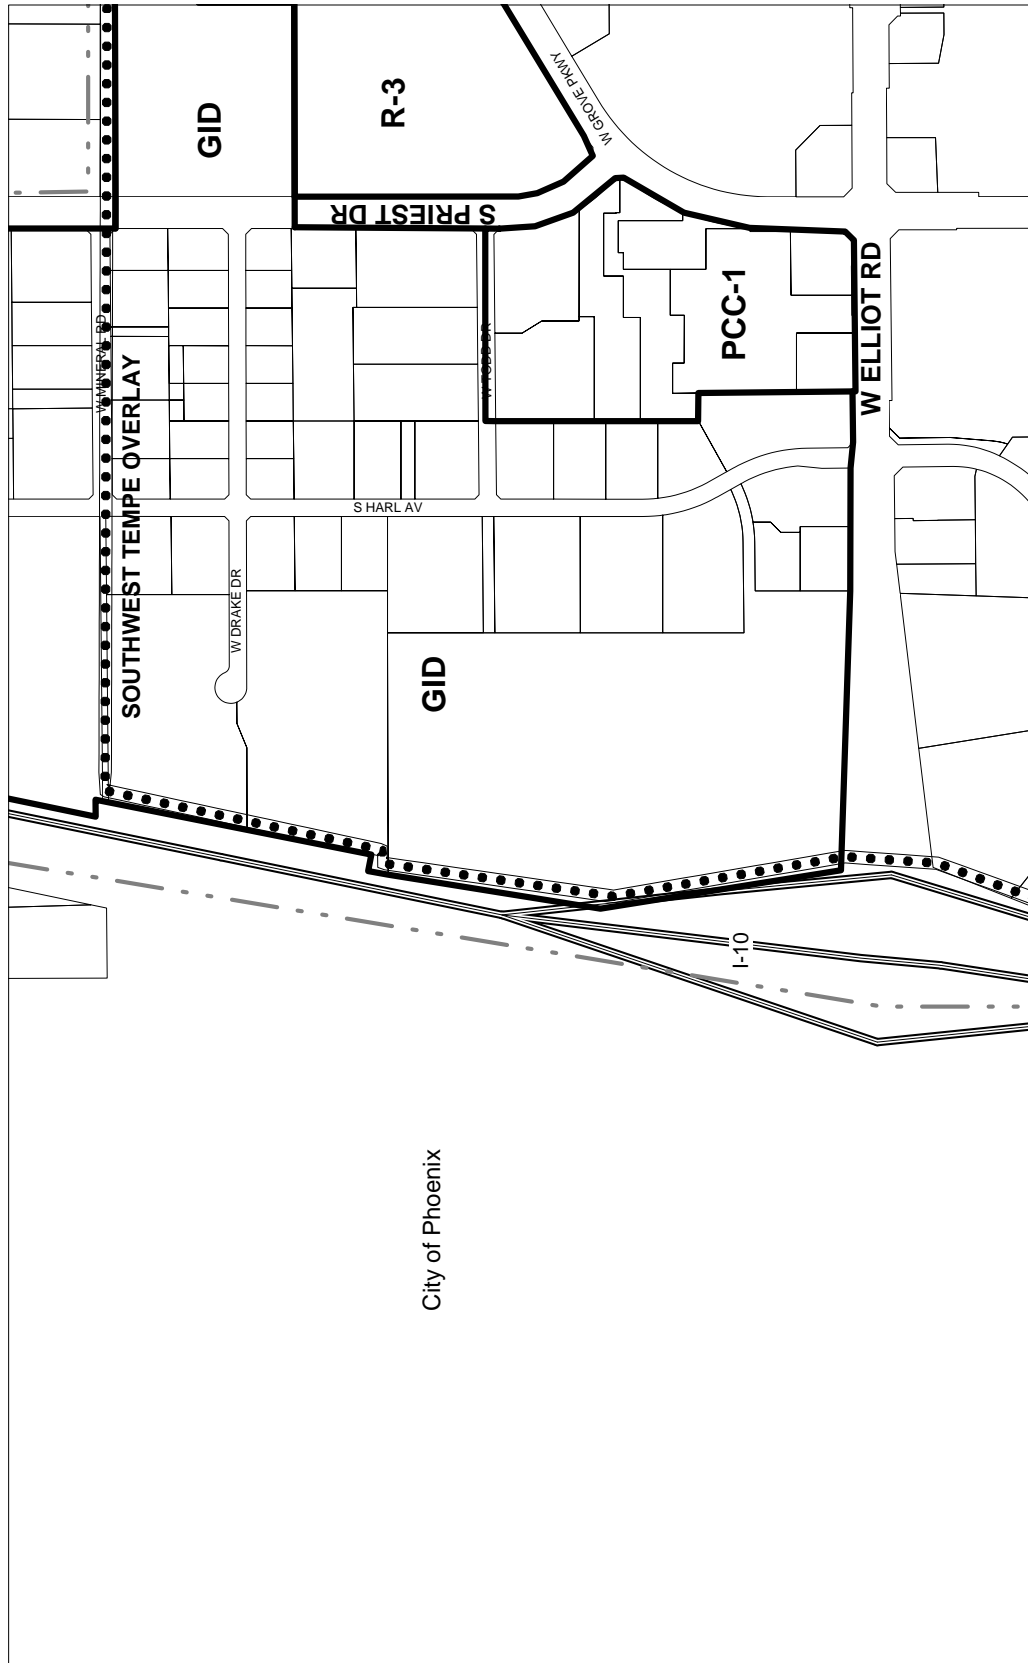 GID
R-3
W GROVE PKWY
S PRIEST DR
W MINERAL RD
W TODD DR
PCC-1
W ELLIOT RD
SOUTHWEST TEMPE OVERLAY
S HARL AV
W DRAKE DR
GID
I-10
City of Phoenix